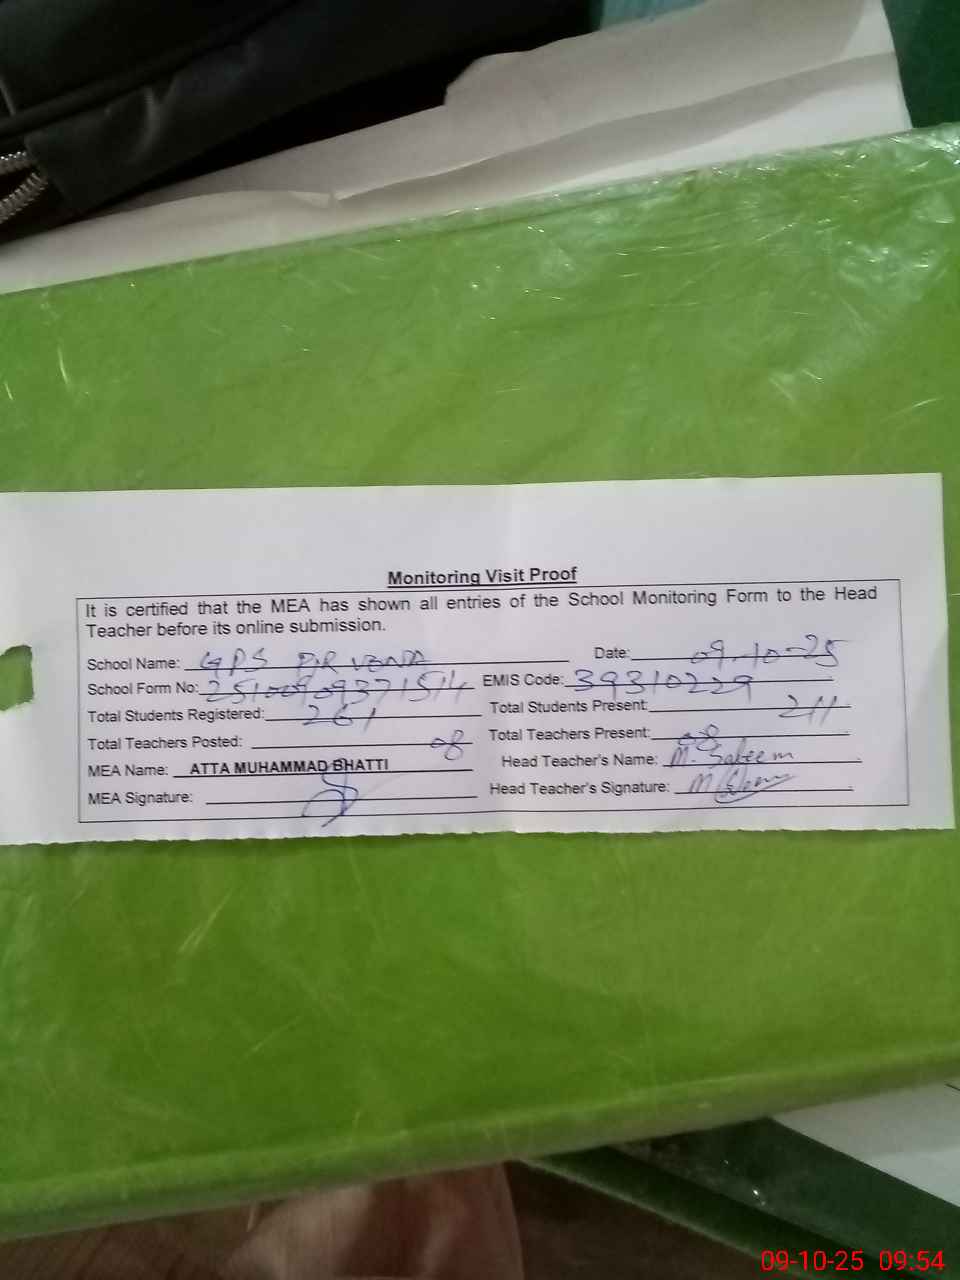 Monitoring Visit Proof
It is certified that the MEA has shown all entries of the School Monitoring Form to the Head
Teacher before its online submission.
School Name: GPS PIR Date: 09-10-25
School Form No: 25100909371514 EMIS Code: 39310229
Total Students Registered: 261 Total Students Present: 211
Total Teachers Posted: 08 Total Teachers Present: 08
MEA Name: ATTA MUHAMMAD BHATTI Head Teacher's Name: M. Saleem
MEA Signature: Head Teacher's Signature: M Saleem
09-10-25 09:54